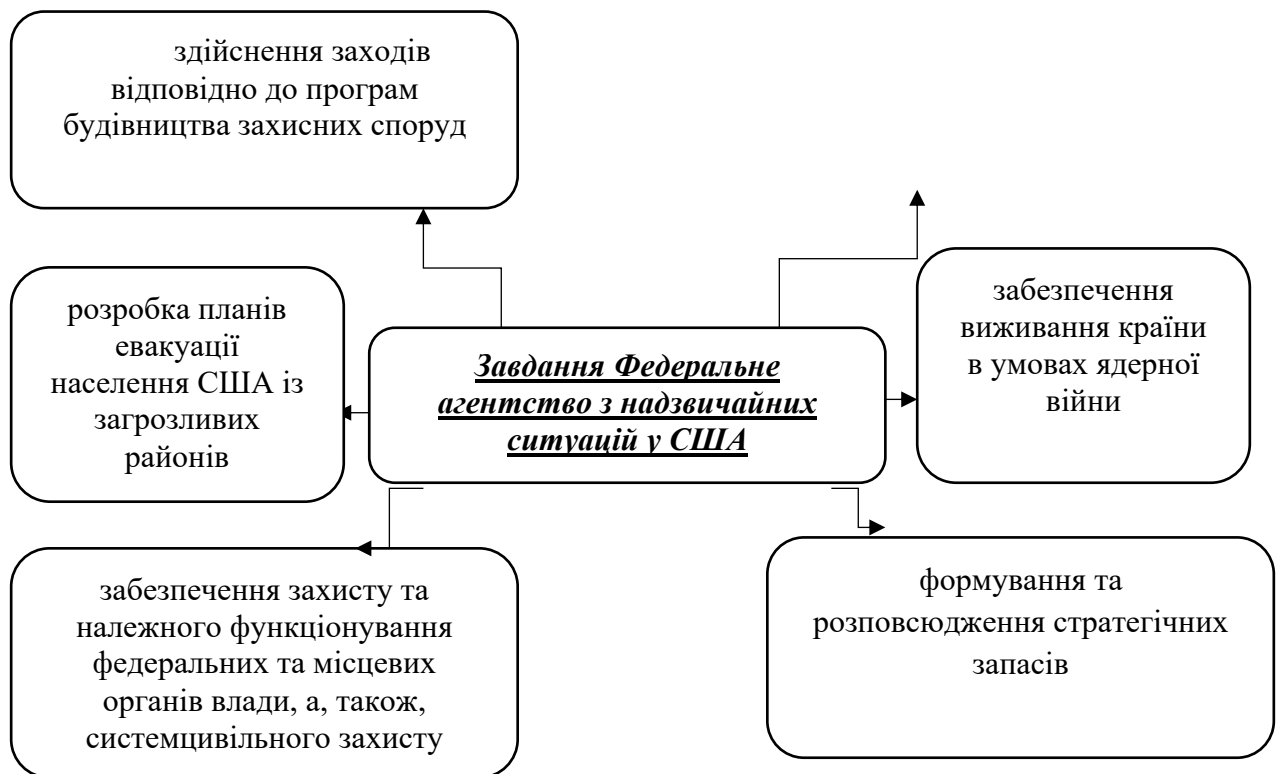 здійснення заходів
відповідно до програм
будівництва захисних споруд
розробка планів
евакуації
населення США із
загрозливих
районів
Завдання Федеральне
агентство з надзвичайних
ситуацій у США
забезпечення
виживання країни
в умовах ядерної
війни
забезпечення захисту та
належного функціонування
федеральних та місцевих
органів влади, а, також,
системцивільного захисту
формування та
розповсюдження стратегічних
запасів